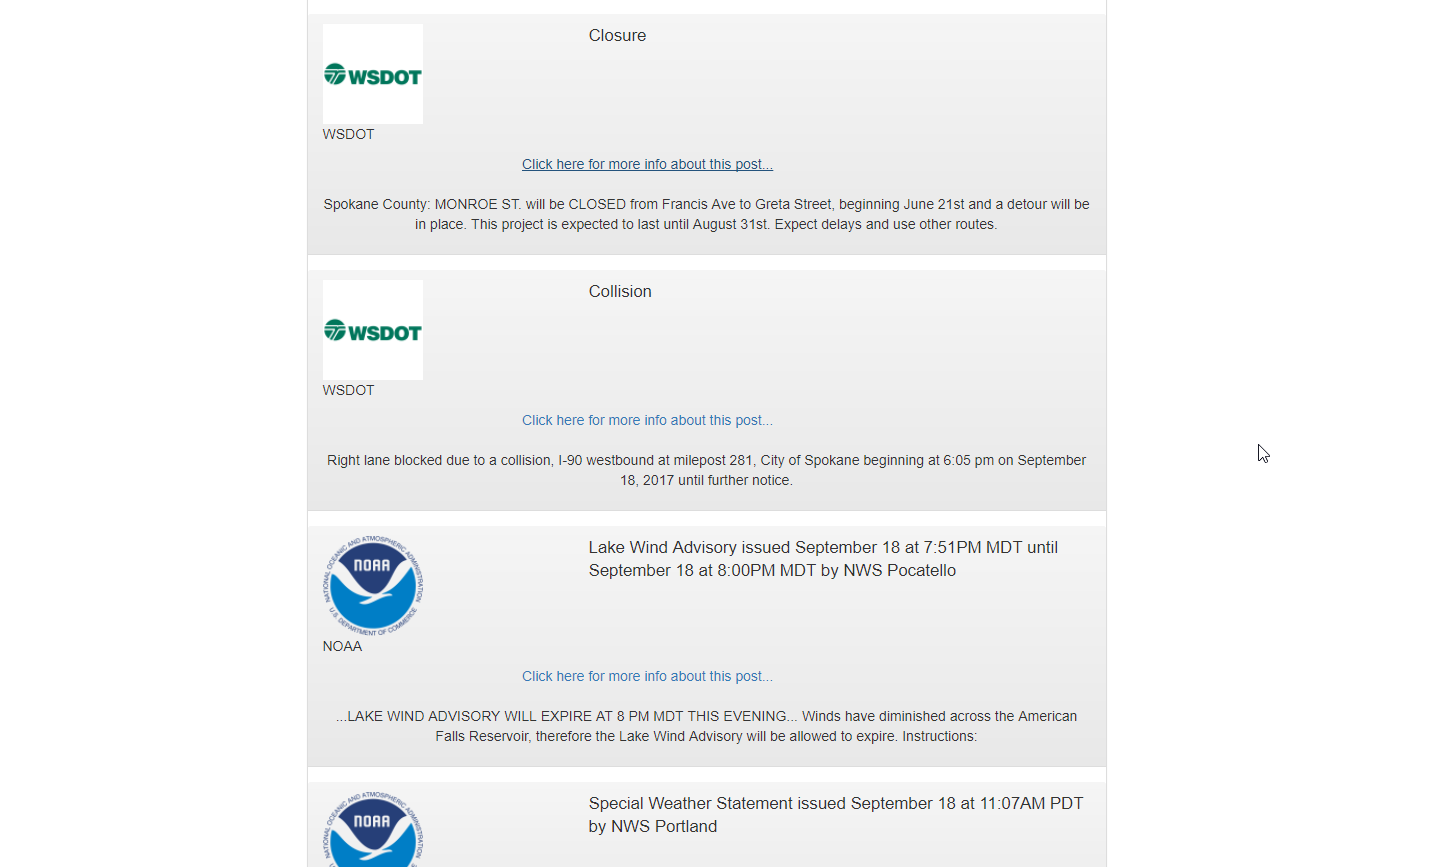 Closure
WSDOT
WSDOT
Click here for more info about this post...
Spokane County: MONROE ST. will be CLOSED from Francis Ave to Greta Street, beginning June 21st and a detour will be
in place. This project is expected to last until August 31st. Expect delays and use other routes.
Collision
WSDOT
WSDOT
Click here for more info about this post...
Right lane blocked due to a collision, I-90 westbound at milepost 281, City of Spokane beginning at 6:05 pm on September
18, 2017 until further notice.
NATIONAL OCEANIC AND ATMOSPHERIC ADMINISTRATION
NOAA
U.S. DEPARTMENT OF COMMERCE
Lake Wind Advisory issued September 18 at 7:51PM MDT until
September 18 at 8:00PM MDT by NWS Pocatello
NOAA
Click here for more info about this post...
...LAKE WIND ADVISORY WILL EXPIRE AT 8 PM MDT THIS EVENING... Winds have diminished across the American
Falls Reservoir, therefore the Lake Wind Advisory will be allowed to expire. Instructions:
NATIONAL OCEANIC AND ATMOSPHERIC ADMINISTRATION
NOAA
Special Weather Statement issued September 18 at 11:07AM PDT
by NWS Portland